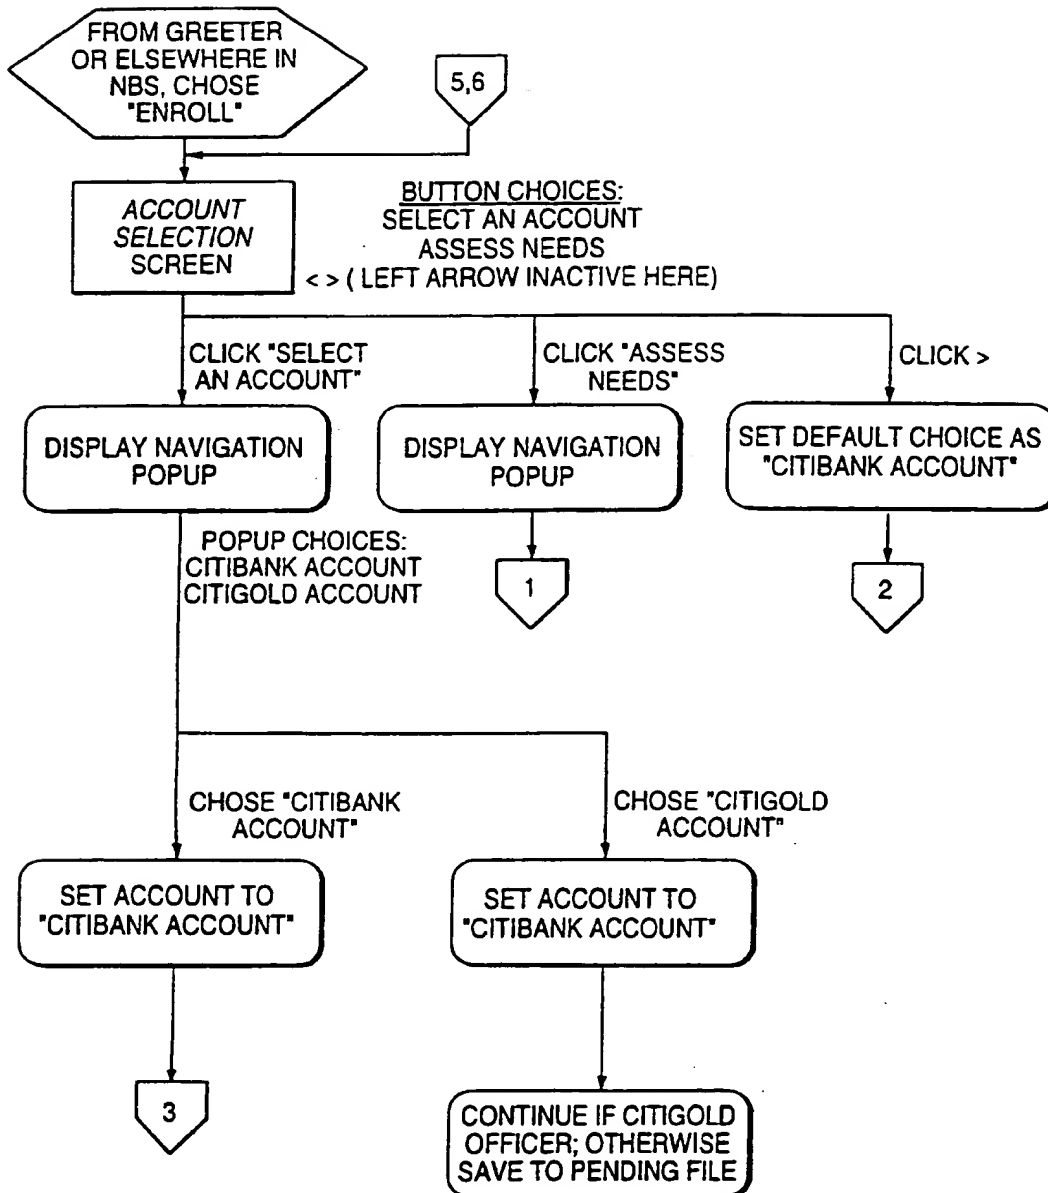 FROM GREETER
OR ELSEWHERE IN
NBS, CHOSE
"ENROLL"
5,6
ACCOUNT
SELECTION
SCREEN
BUTTON CHOICES:
SELECT AN ACCOUNT
ASSESS NEEDS
< > ( LEFT ARROW INACTIVE HERE)
CLICK "SELECT
AN ACCOUNT"
CLICK "ASSESS
NEEDS"
CLICK >
DISPLAY NAVIGATION
POPUP
DISPLAY NAVIGATION
POPUP
SET DEFAULT CHOICE AS
"CITIBANK ACCOUNT"
POPUP CHOICES:
CITIBANK ACCOUNT
CITIGOLD ACCOUNT
1
2
CHOSE "CITIBANK
ACCOUNT"
CHOSE "CITIGOLD
ACCOUNT"
SET ACCOUNT TO
"CITIBANK ACCOUNT"
SET ACCOUNT TO
"CITIBANK ACCOUNT"
3
CONTINUE IF CITIGOLD
OFFICER; OTHERWISE
SAVE TO PENDING FILE